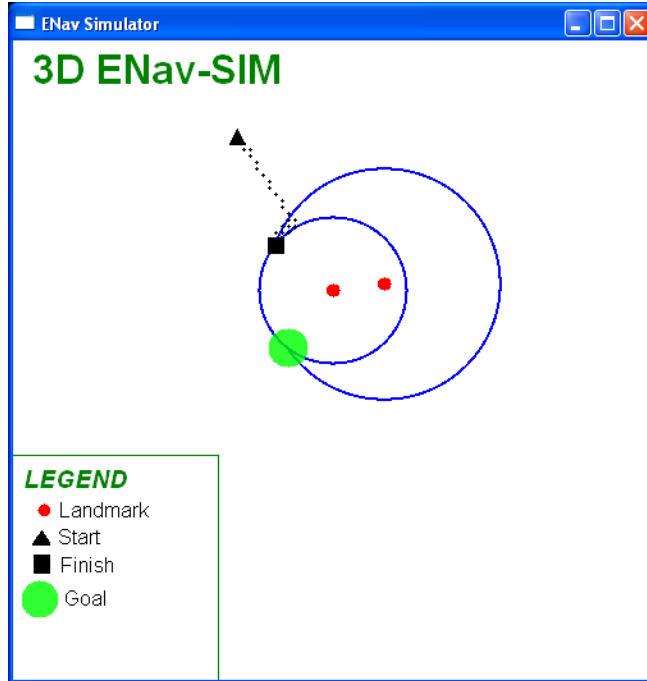 ENav Simulator
3D ENav-SIM
LEGEND
Landmark
Start
Finish
Goal